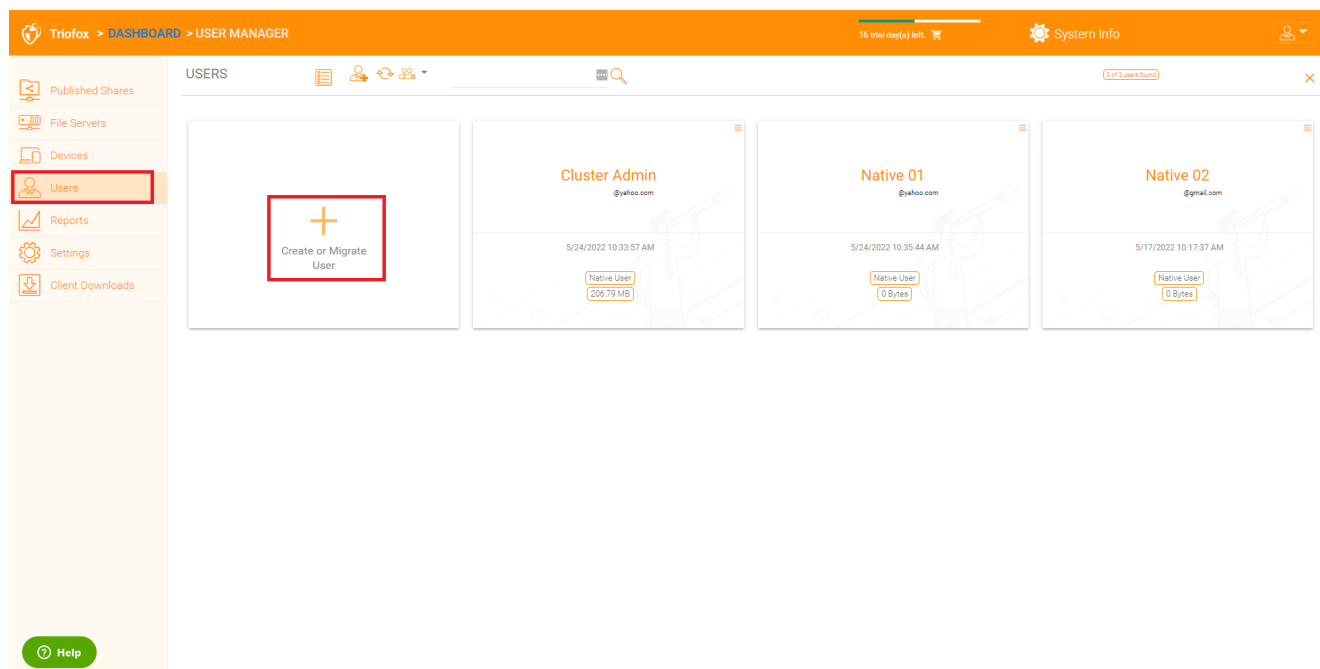 Triofox > DASHBOARD > USER MANAGER
16 trial day(s) left.
System Info
Published Shares
File Servers
Devices
Users
Reports
Settings
Client Downloads
Help
USERS
3 of 3 users found
Create or Migrate
User
Cluster Admin
@yahoo.com
5/24/2022 10:33:57 AM
Native User
206.79 MB
Native 01
@yahoo.com
5/24/2022 10:35:44 AM
Native User
0 Bytes
Native 02
@gmail.com
5/17/2022 10:17:37 AM
Native User
0 Bytes